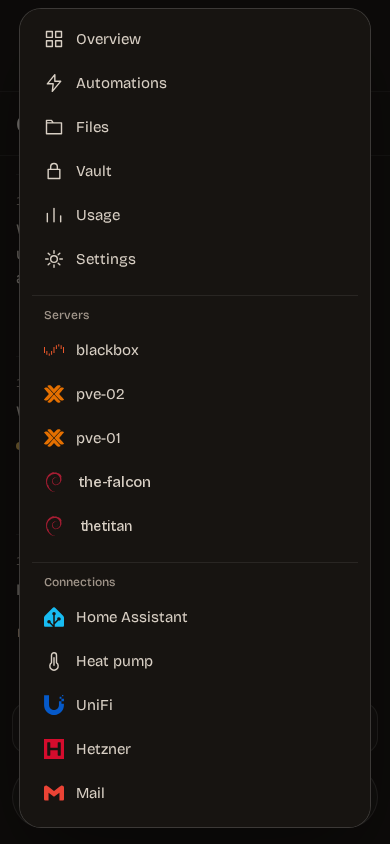 Overview
Automations
Files
Vault
Usage
Settings
Servers
blackbox
pve-02
pve-01
the-falcon
thetitan
Connections
Home Assistant
Heat pump
UniFi
Hetzner
Mail